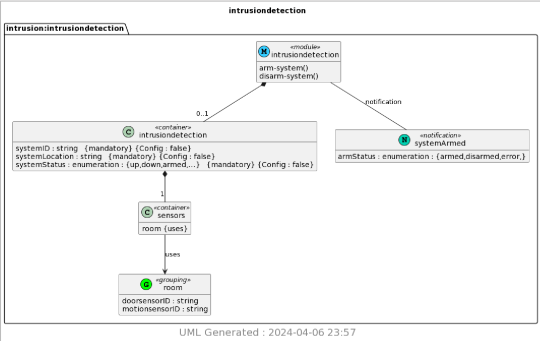 intrusiondetection
intrusion:intrusiondetection
M «module»
intrusiondetection
arm-system()
disarm-system()
0..1
notification
C «container»
intrusiondetection
systemID : string {mandatory} {Config : false}
systemLocation : string {mandatory} {Config : false}
systemStatus : enumeration : {up,down,armed,...} {mandatory} {Config : false}
N «notification»
systemArmed
armStatus : enumeration : {armed,disarmed,error,}
1
C «container»
sensors
room {uses}
uses
G «grouping»
room
doorsensorID : string
motionsensorID : string
UML Generated : 2024-04-06 23:57